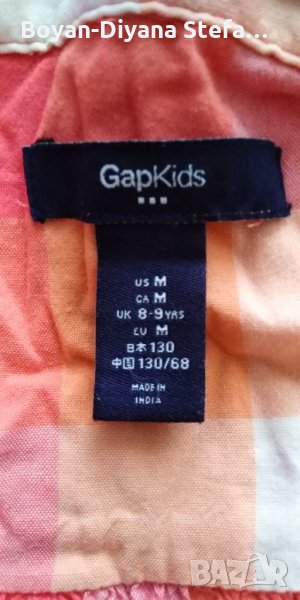 Boyan-Diyana Stefa...
GapKids
US M
CA M
UK 8-9 YRS
EU M
日本 130
中国 130/68
MADE IN
INDIA
BAZAR